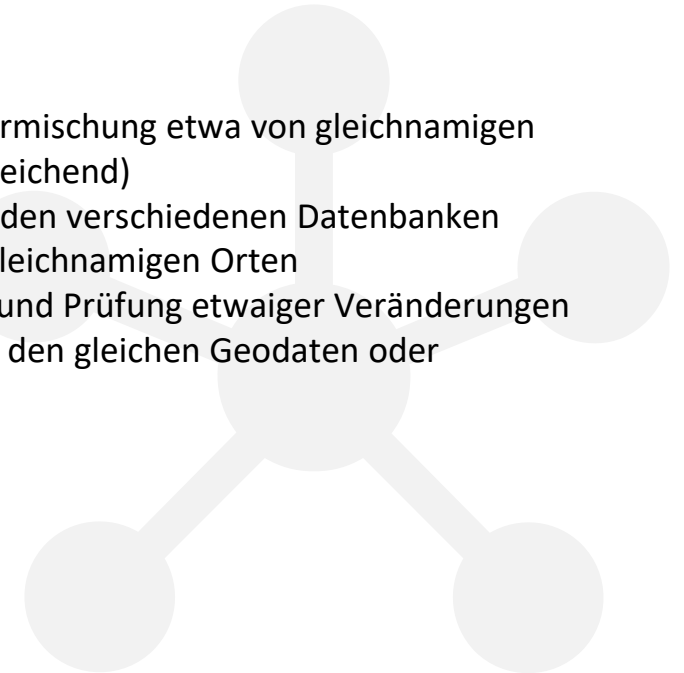 rmischung etwa von gleichnamigen
eichend)
den verschiedenen Datenbanken
leichnamigen Orten
und Prüfung etwaiger Veränderungen
den gleichen Geodaten oder